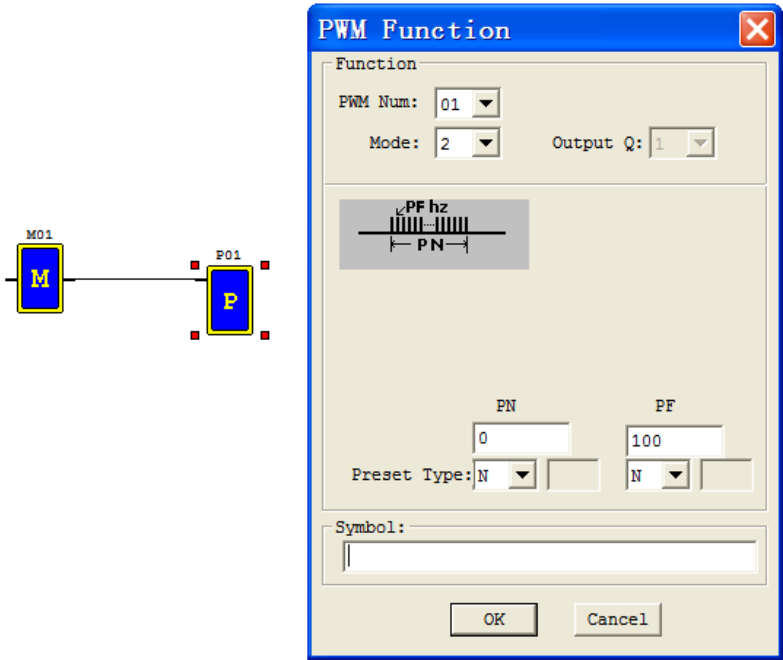 PWM Function
Function
PWM Num: 01
Mode: 2 Output Q: 1
PF hz
PN
M01
M
P01
P
PN PF
0 100
Preset Type: N N
Symbol:
OK Cancel